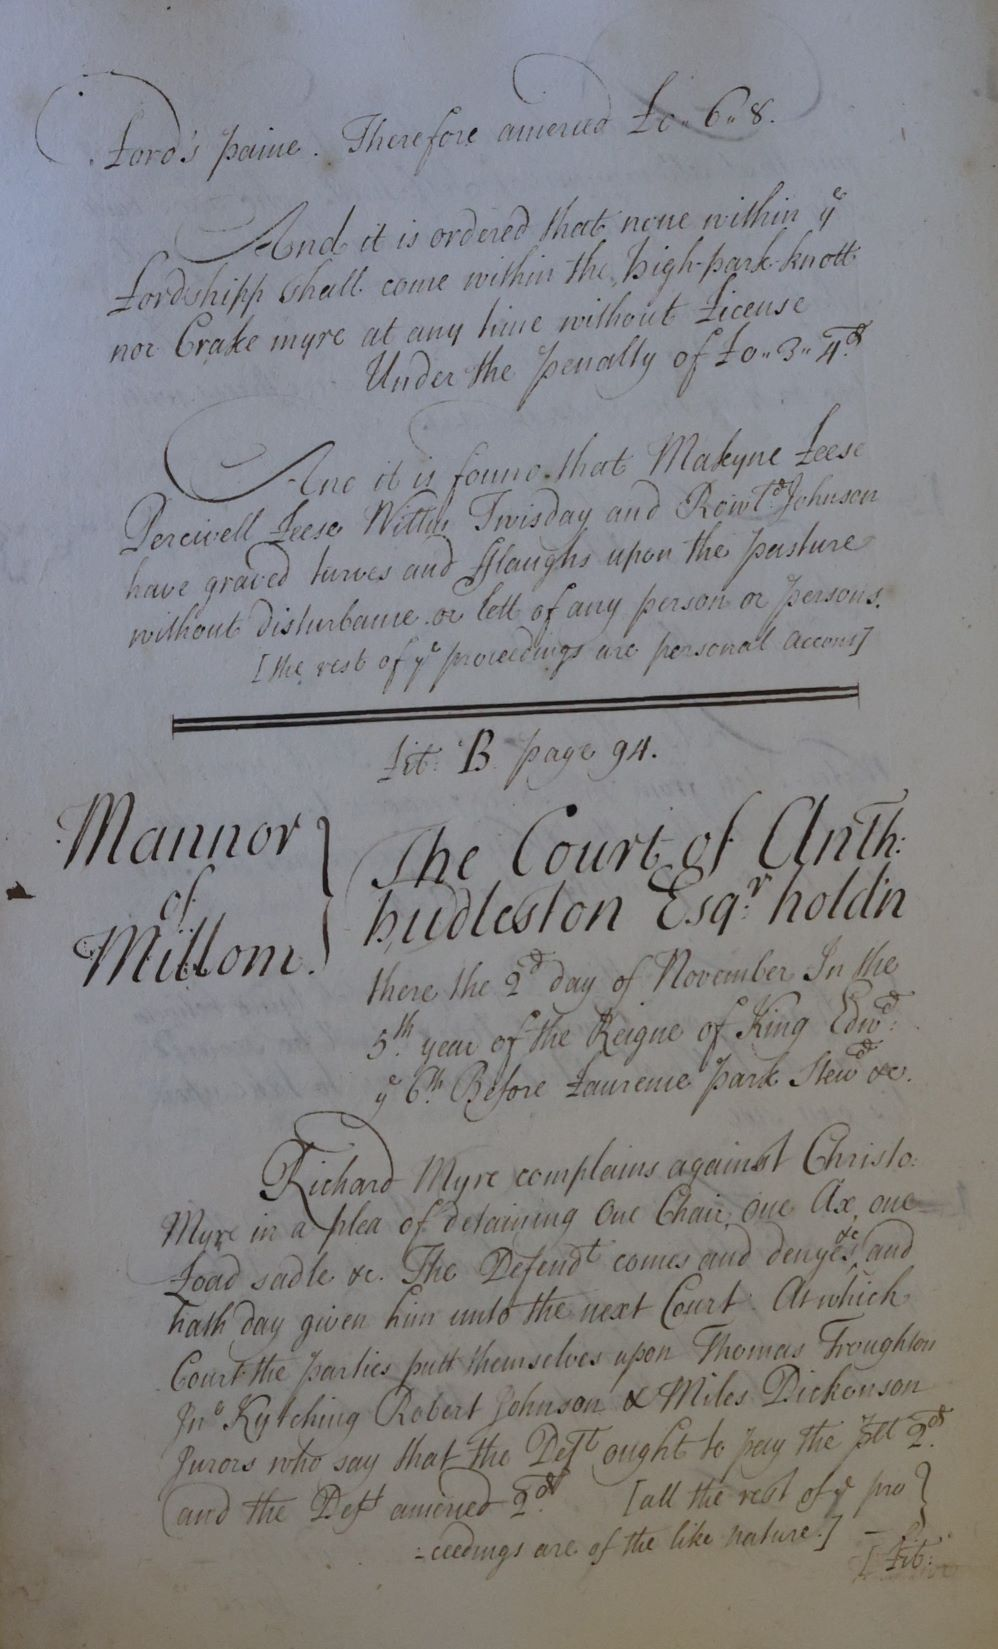 Lord's paine. Therefore amerced £0" 6" 8.
And it is ordered that none within yᵉ
Lordshipp shall come within the high-park-knott
nor Crake myre at any time without License
Under the penalty of £0" 3" 4ᵈ
And it is found that Makyne Leese
Percivell Leese Willm Twisday and Rowlᵈ Johnson
have graved turves and fflaughs upon the pasture
without disturbance or lett of any person or persons.
[the rest of yᵉ proceedings are personal accons]
Lit: B page 94.
Mannor
of
Millom.
The Court of Anth:
hudleston Esqʳ holdn
there the 2ᵈ day of November In the
5ᵗʰ year of the Reigne of King Edwᵈ:
yᵉ 6ᵗʰ Before Laurence Park Stewᵈ &c.
Richard Myre complains against Christo:
Myre in a plea of detaining One Chair, One Ax, one
Load sadle &c. The Defendᵗ comes and denyes &c, and
hath day given him unto the next Court. At which
Court the parties putt themselves upon Thomas Troughton
Jnᵒ Kytching Robert Johnson & Miles Dickonson
Jurors who say that the Defᵗ ought to pay the plt 2ᵈ.
and the Defᵗ amerced 2ᵈ. [all the rest of yᵉ pro
-ceedings are of the like nature.]
[Lit: